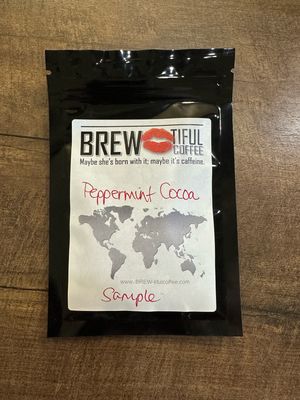 BREW TIFUL
COFFEE
Maybe she's born with it; maybe it's caffeine.
Peppermint Cocoa
www.BREW-tifulcoffee.com
Sample